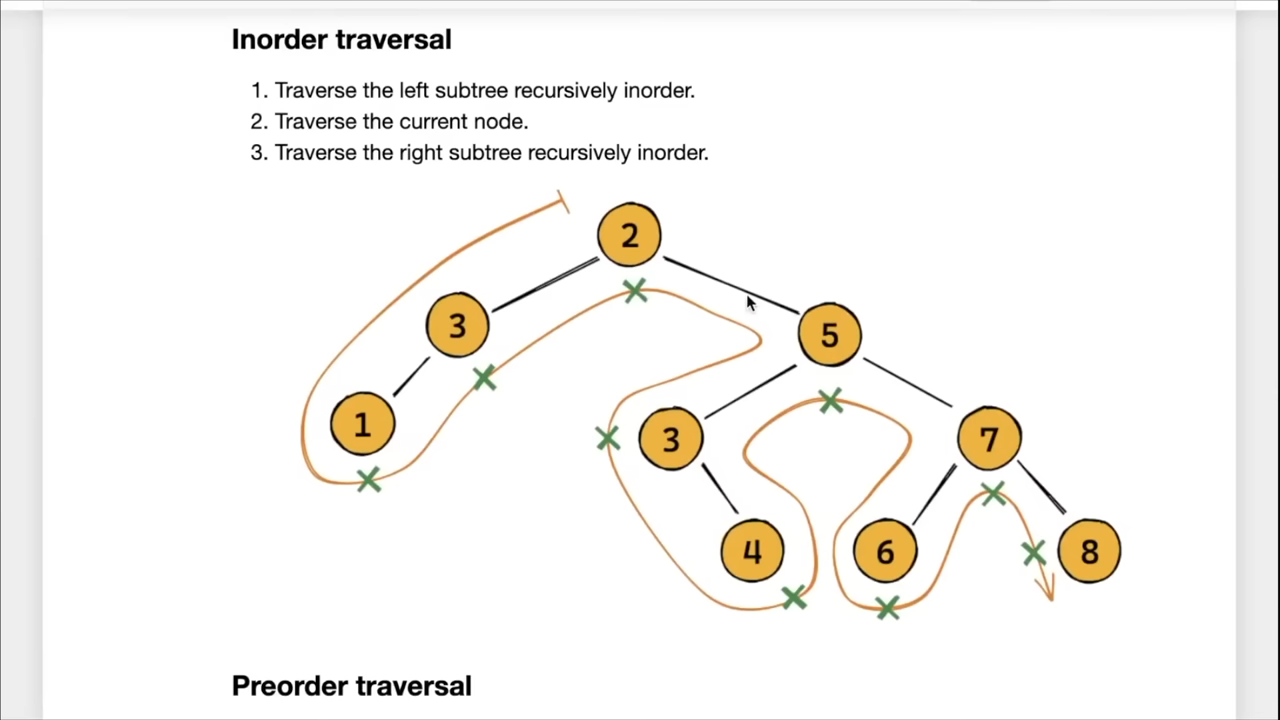 Inorder traversal
1. Traverse the left subtree recursively inorder.
2. Traverse the current node.
3. Traverse the right subtree recursively inorder.
2
3
5
1
3
7
4
6
8
Preorder traversal